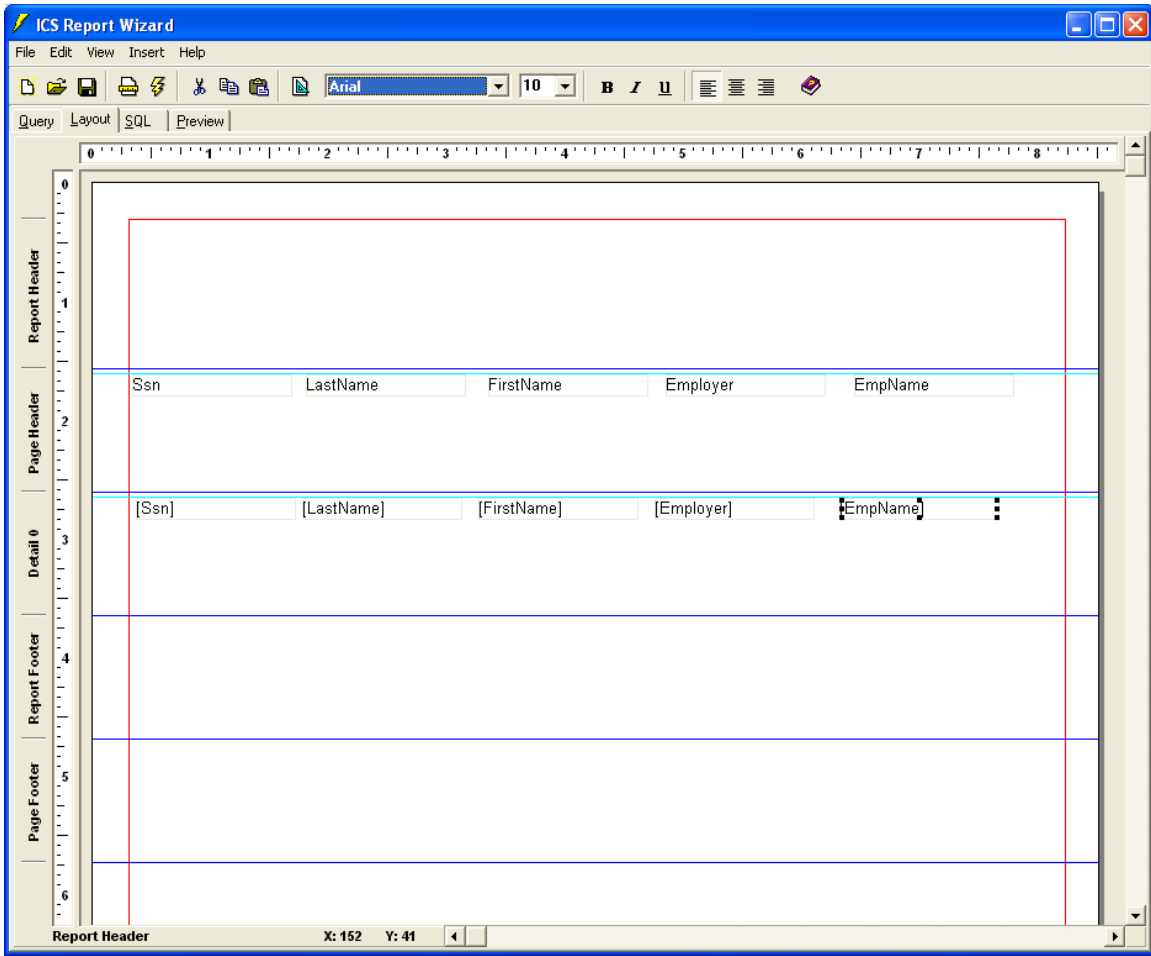 ICS Report Wizard
File Edit View Insert Help
Arial 10 B I U
Query Layout SQL Preview
0 1 2 3 4 5 6 7 8
0
Report Header
1
Ssn LastName FirstName Employer EmpName
Page Header
2
[Ssn] [LastName] [FirstName] [Employer] EmpName]
Detail 0
3
Report Footer
4
Page Footer
5
6
Report Header X: 152 Y: 41